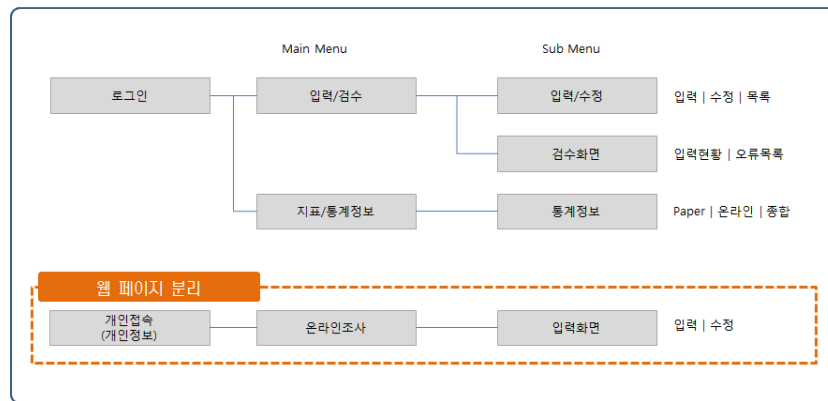 Main Menu
Sub Menu
로그인
입력/검수
입력/수정
입력 | 수정 | 목록
검수화면
입력현황 | 오류목록
지표/통계정보
통계정보
Paper | 온라인 | 종합
웹 페이지 분리
개인접속
(개인정보)
온라인조사
입력화면
입력 | 수정